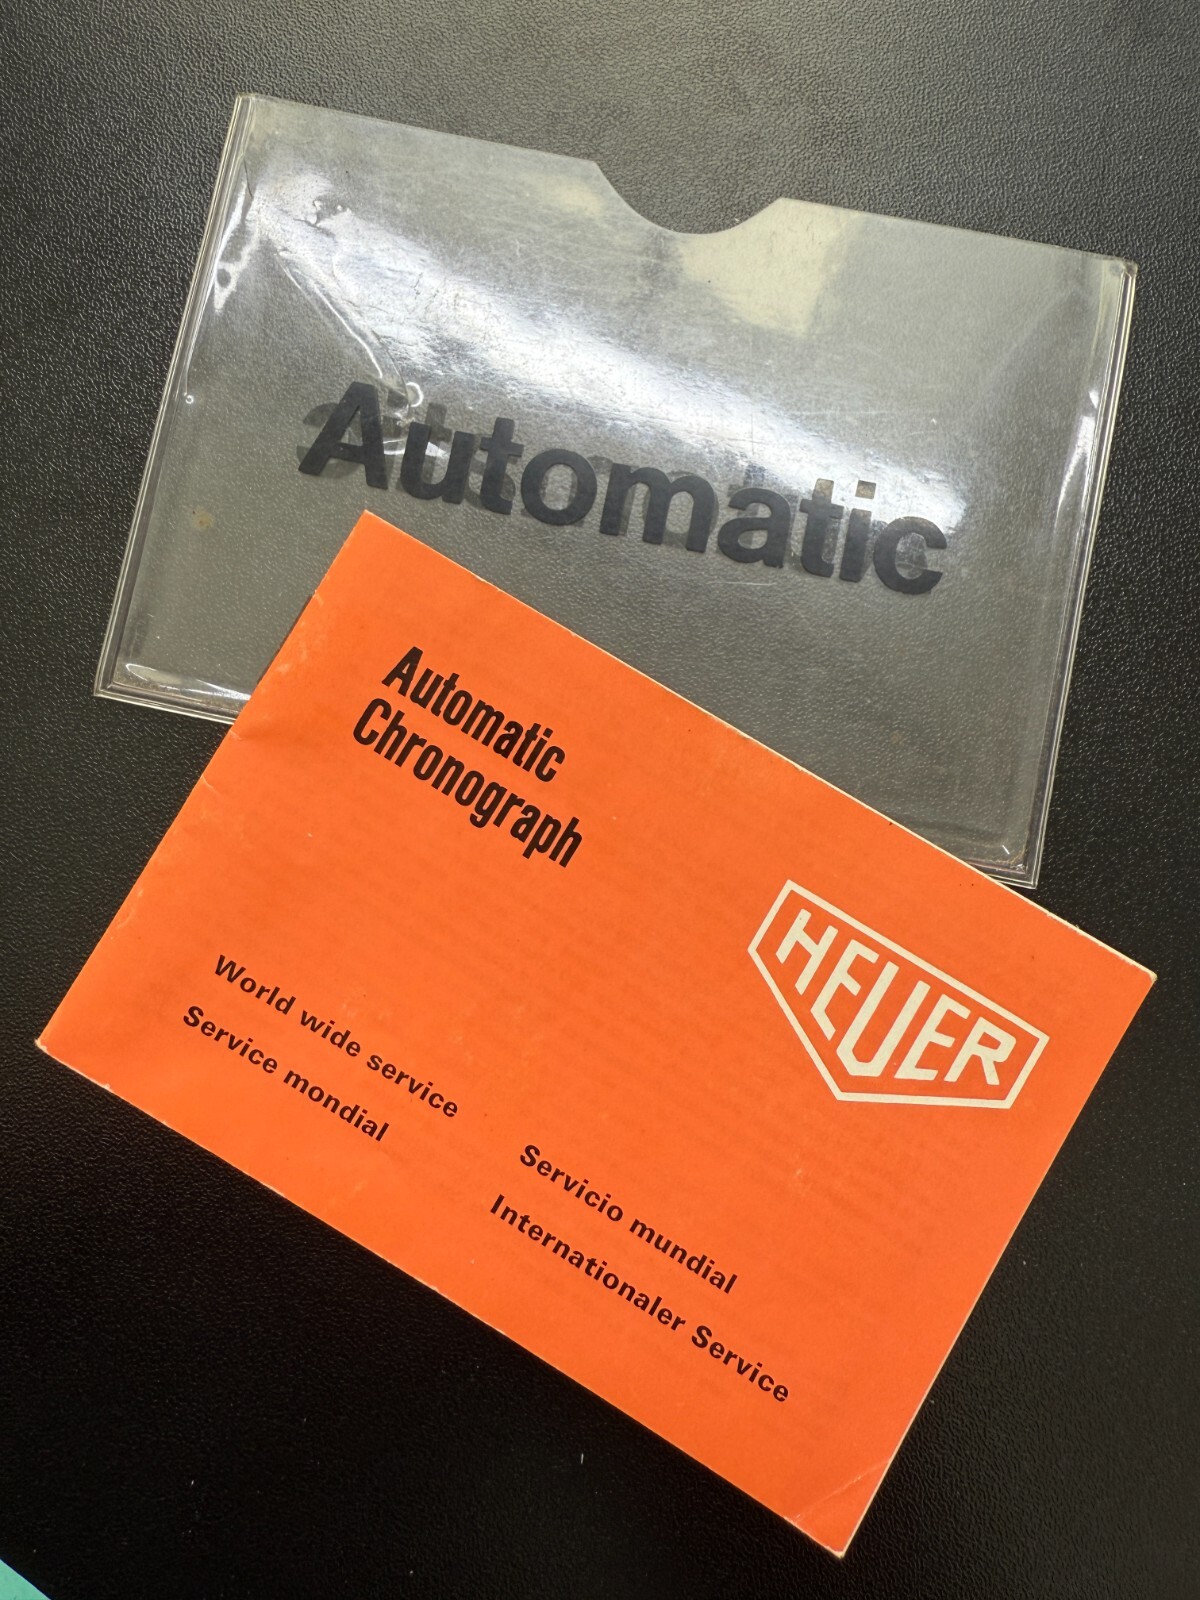 Automatic
Automatic
Chronograph
HEUER
World wide service
Service mondial
Servicio mundial
Internationaler Service